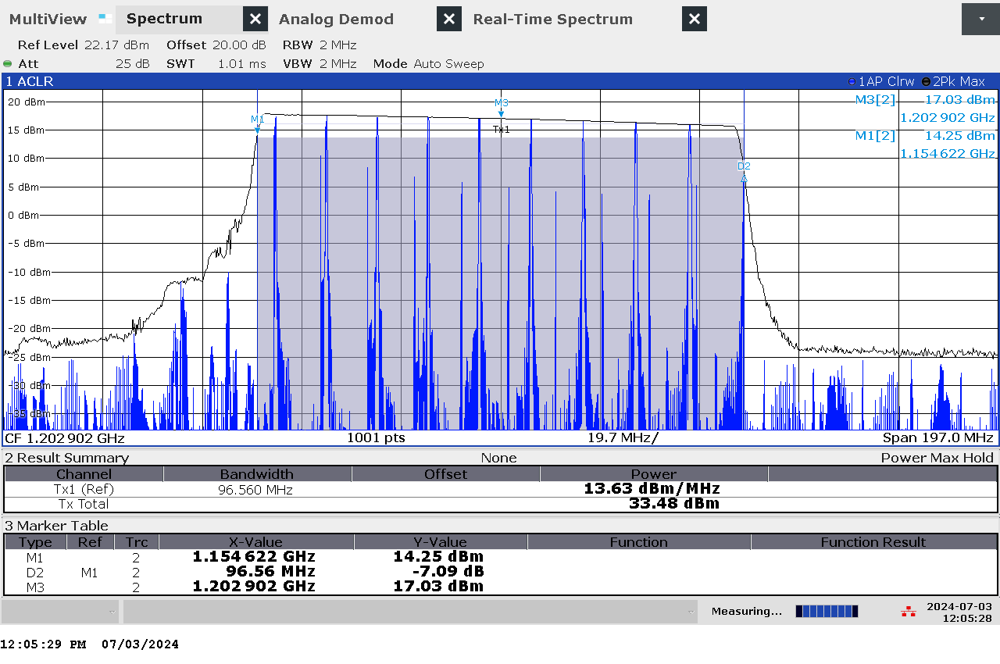 MultiView Spectrum Analog Demod Real-Time Spectrum
Ref Level 22.17 dBm Offset 20.00 dB RBW 2 MHz
Att 25 dB SWT 1.01 ms VBW 2 MHz Mode Auto Sweep
1 ACLR 1AP Clrw 2Pk Max
20 dBm M3 M3[2] 17.03 dBm
M1 1.202 902 GHz
15 dBm Tx1 M1[2] 14.25 dBm
1.154 622 GHz
10 dBm
D2
5 dBm
0 dBm
-5 dBm
-10 dBm
-15 dBm
-20 dBm
-25 dBm
-30 dBm
-35 dBm
CF 1.202 902 GHz 1001 pts 19.7 MHz/ Span 197.0 MHz
2 Result Summary None Power Max Hold
Channel Bandwidth Offset Power
Tx1 (Ref) 96.560 MHz 13.63 dBm/MHz
Tx Total 33.48 dBm
3 Marker Table
Type Ref Trc X-Value Y-Value Function Function Result
M1 2 1.154 622 GHz 14.25 dBm
D2 M1 2 96.56 MHz -7.09 dB
M3 2 1.202 902 GHz 17.03 dBm
Measuring... 2024-07-03
12:05:28
12:05:29 PM 07/03/2024